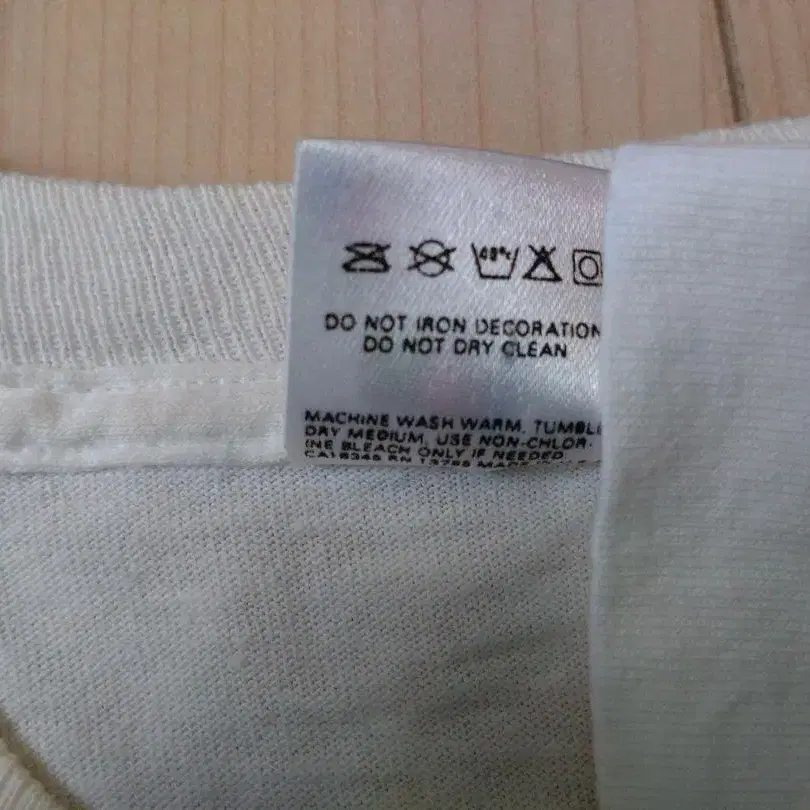 40°C
DO NOT IRON DECORATION
DO NOT DRY CLEAN
MACHINE WASH WARM, TUMBLE
DRY MEDIUM, USE NON-CHLOR-
INE BLEACH ONLY IF NEEDED